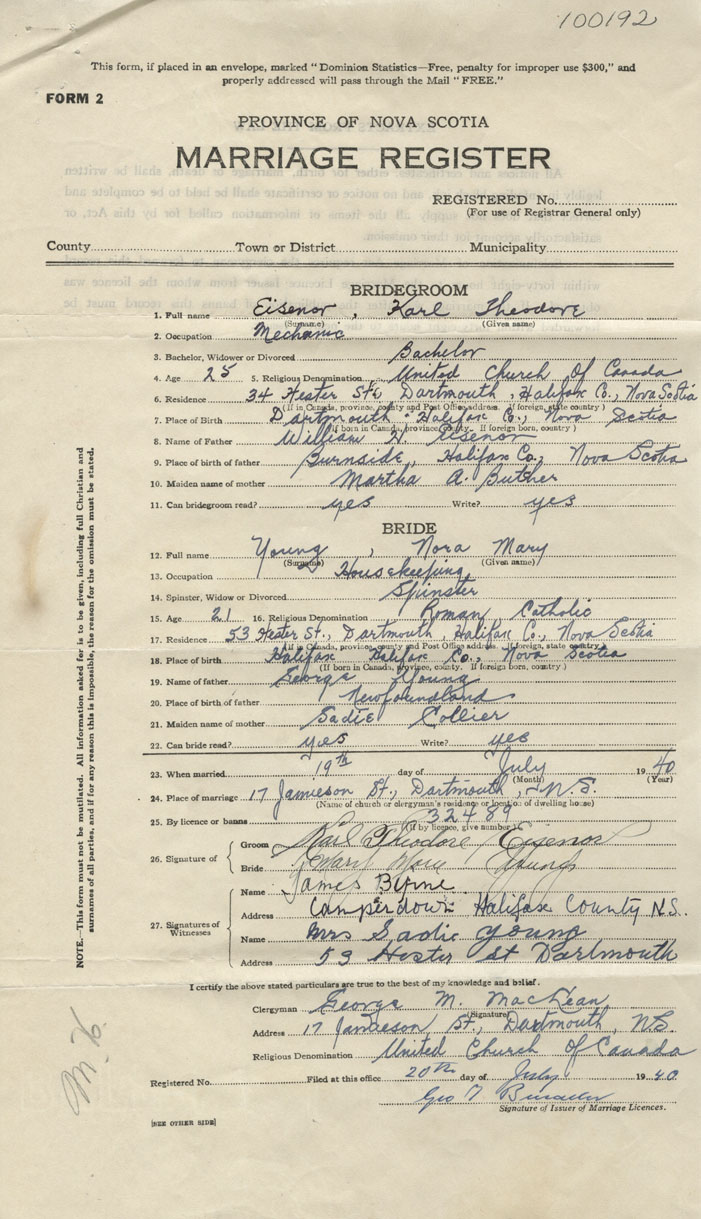 100192
This form, if placed in an envelope, marked "Dominion Statistics—Free, penalty for improper use $300," and
properly addressed will pass through the Mail "FREE."
FORM 2
PROVINCE OF NOVA SCOTIA
MARRIAGE REGISTER
REGISTERED No.
(For use of Registrar General only)
County Town or District Municipality
BRIDEGROOM
1. Full name Eisenor, Karl Theodore
(Surname) (Given name)
2. Occupation Mechanic
3. Bachelor, Widower or Divorced Bachelor
4. Age 25 5. Religious Denomination United Church Of Canada
6. Residence 34 Hester St. Dartmouth, Halifax Co., Nova Scotia
(If in Canada, province, county and Post Office address. If foreign, state country)
7. Place of Birth Dartmouth Halifax Co., Nova Scotia
(If born in Canada, province, county. If foreign born, country)
8. Name of Father William H. Eisenor
9. Place of birth of father Burnside, Halifax Co., Nova Scotia
10. Maiden name of mother Martha A. Butcher
11. Can bridegroom read? yes Write? yes
BRIDE
12. Full name Young, Nora Mary
(Surname) (Given name)
13. Occupation Housekeeping
14. Spinster, Widow or Divorced Spinster
15. Age 21 16. Religious Denomination Roman Catholic
17. Residence 53 Hester St., Dartmouth, Halifax Co., Nova Scotia
(If in Canada, province, county and Post Office address. If foreign, state country)
18. Place of birth Halifax Halifax Co., Nova Scotia
(If born in Canada, province, county. If foreign born, country)
19. Name of father George Young
20. Place of birth of father Newfoundland
21. Maiden name of mother Sadie Collier
22. Can bride read? yes Write? yes
23. When married 19th day of July 1940
(Month) (Year)
24. Place of marriage 17 Jamieson St., Dartmouth, N.S.
(Name of church or clergyman's residence or location of dwelling house)
25. By licence or banns 32489
(If by licence, give number)
26. Signature of
Groom Karl Theodore Eisenor
Bride Mary Nora Young
27. Signatures of Witnesses
Name James Byrne
Address Camperdown Halifax County N.S.
Name Mrs Sadie Young
Address 53 Hester St Dartmouth
I certify the above stated particulars are true to the best of my knowledge and belief.
Clergyman George M. MacLean
(Signature)
Address 17 Jamieson St., Dartmouth, N.S.
Religious Denomination United Church Of Canada
Registered No. Filed at this office 20th day of July 1940
Geo
Signature of Issuer of Marriage Licences.
[SEE OTHER SIDE]
NOTE.—This form must not be mutilated. All information asked for is to be given, including full Christian and
surnames of all parties, and if for any reason this is impossible, the reason for the omission must be stated.